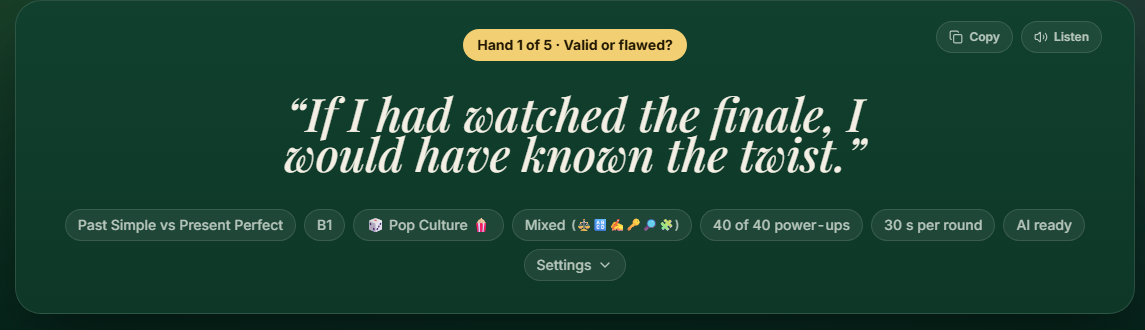 Hand 1 of 5 · Valid or flawed?
Copy
Listen
“If I had watched the finale, I
would have known the twist.”
Past Simple vs Present Perfect
B1
🎲 Pop Culture 🍿
Mixed (⚖️🔠✍️🔑🔎🧩)
40 of 40 power-ups
30 s per round
AI ready
Settings